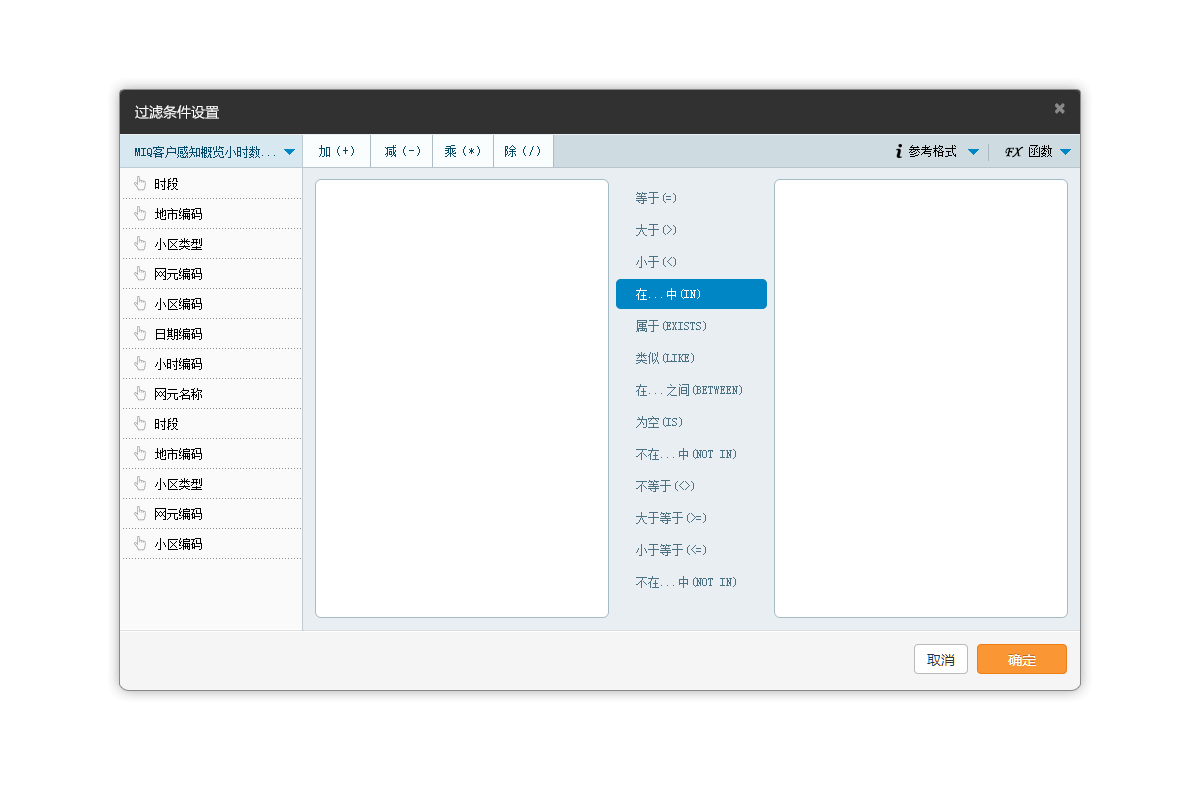 过滤条件设置
MIQ客户感知概览小时数...
加(+)
减(-)
乘(*)
除(/)
i 参考格式
FX 函数
时段
地市编码
小区类型
网元编码
小区编码
日期编码
小时编码
网元名称
时段
地市编码
小区类型
网元编码
小区编码
等于(=)
大于(>)
小于(<)
在...中(IN)
属于(EXISTS)
类似(LIKE)
在...之间(BETWEEN)
为空(IS)
不在...中(NOT IN)
不等于(<>)
大于等于(>=)
小于等于(<=)
不在...中(NOT IN)
取消
确定